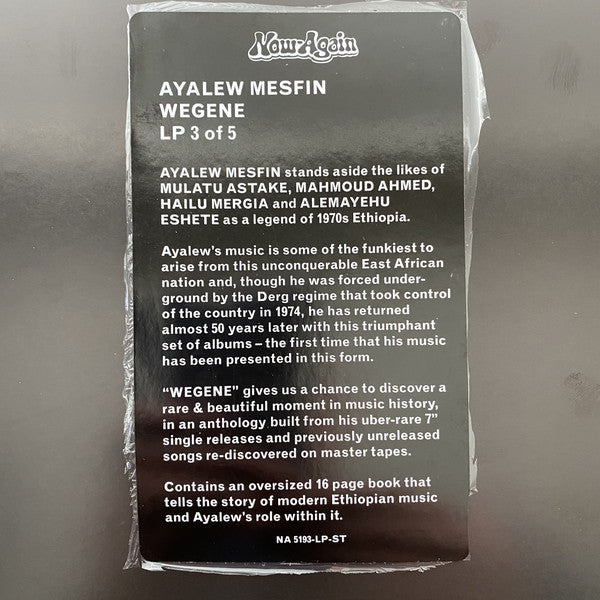 Now-Again
AYALEW MESFIN
WEGENE
LP 3 of 5
AYALEW MESFIN stands aside the likes of
MULATU ASTAKE, MAHMOUD AHMED,
HAILU MERGIA and ALEMAYEHU
ESHETE as a legend of 1970s Ethiopia.
Ayalew's music is some of the funkiest to
arise from this unconquerable East African
nation and, though he was forced under-
ground by the Derg regime that took control
of the country in 1974, he has returned
almost 50 years later with this triumphant
set of albums – the first time that his music
has been presented in this form.
“WEGENE” gives us a chance to discover a
rare & beautiful moment in music history,
in an anthology built from his uber-rare 7”
single releases and previously unreleased
songs re-discovered on master tapes.
Contains an oversized 16 page book that
tells the story of modern Ethiopian music
and Ayalew's role within it.
NA 5193-LP-ST